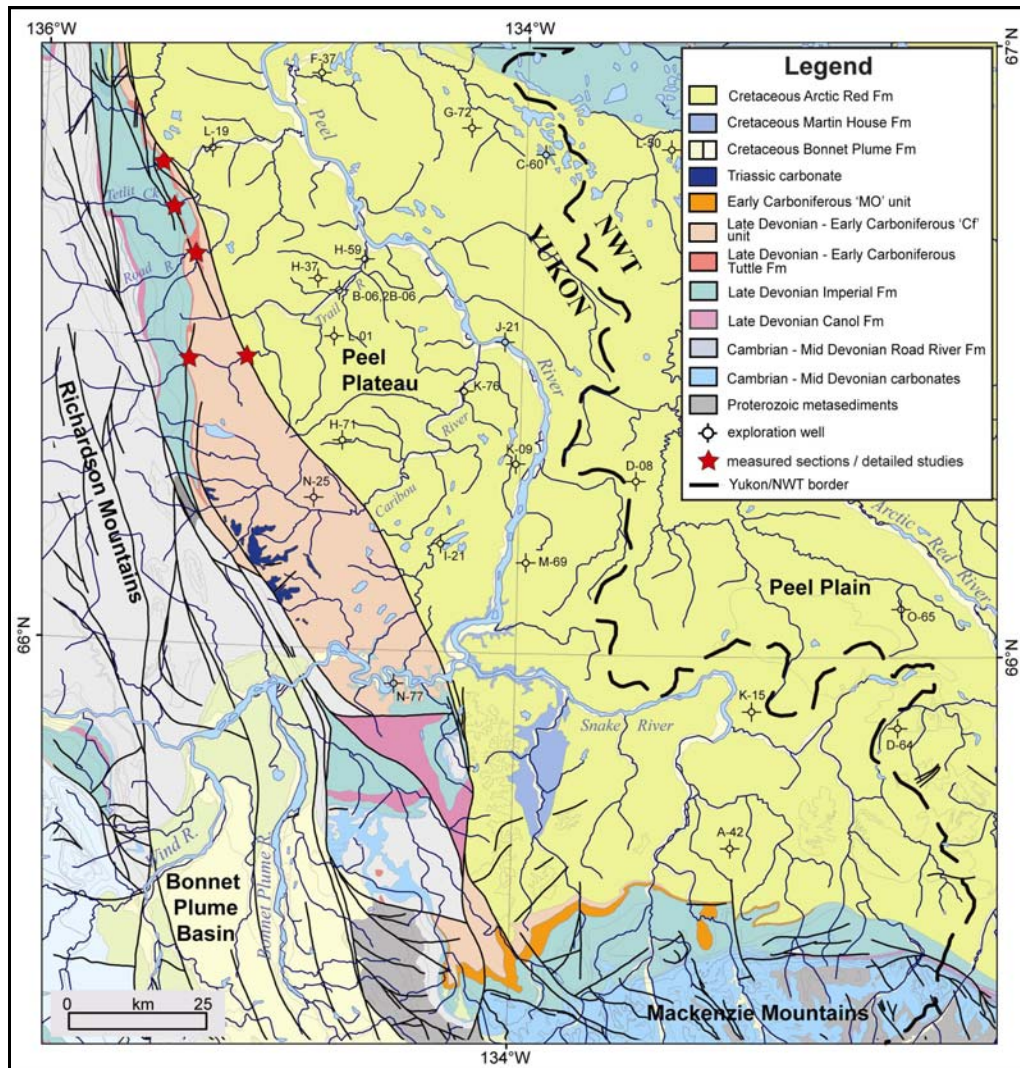 136°W
134°W
67°N
F-37
Peel
G-72
L-19
C-60
L-50
Tetlit Ck
NWT
YUKON
Road R.
H-59
H-37
B-06,2B-06
Trail R.
L-01
J-21
Peel
Plateau
River
K-76
River
H-71
K-09
D-08
N-25
Caribou
Richardson Mountains
I-21
M-69
Arctic Red River
Peel Plain
O-65
66°N
66°N
N-77
K-15
Snake River
D-64
A-42
Wind R.
Bonnet Plume R.
Bonnet
Plume
Basin
0 km 25
Mackenzie Mountains
134°W
Legend
Cretaceous Arctic Red Fm
Cretaceous Martin House Fm
Cretaceous Bonnet Plume Fm
Triassic carbonate
Early Carboniferous ‘MO’ unit
Late Devonian - Early Carboniferous ‘Cf’
unit
Late Devonian - Early Carboniferous
Tuttle Fm
Late Devonian Imperial Fm
Late Devonian Canol Fm
Cambrian - Mid Devonian Road River Fm
Cambrian - Mid Devonian carbonates
Proterozoic metasediments
exploration well
measured sections / detailed studies
Yukon/NWT border